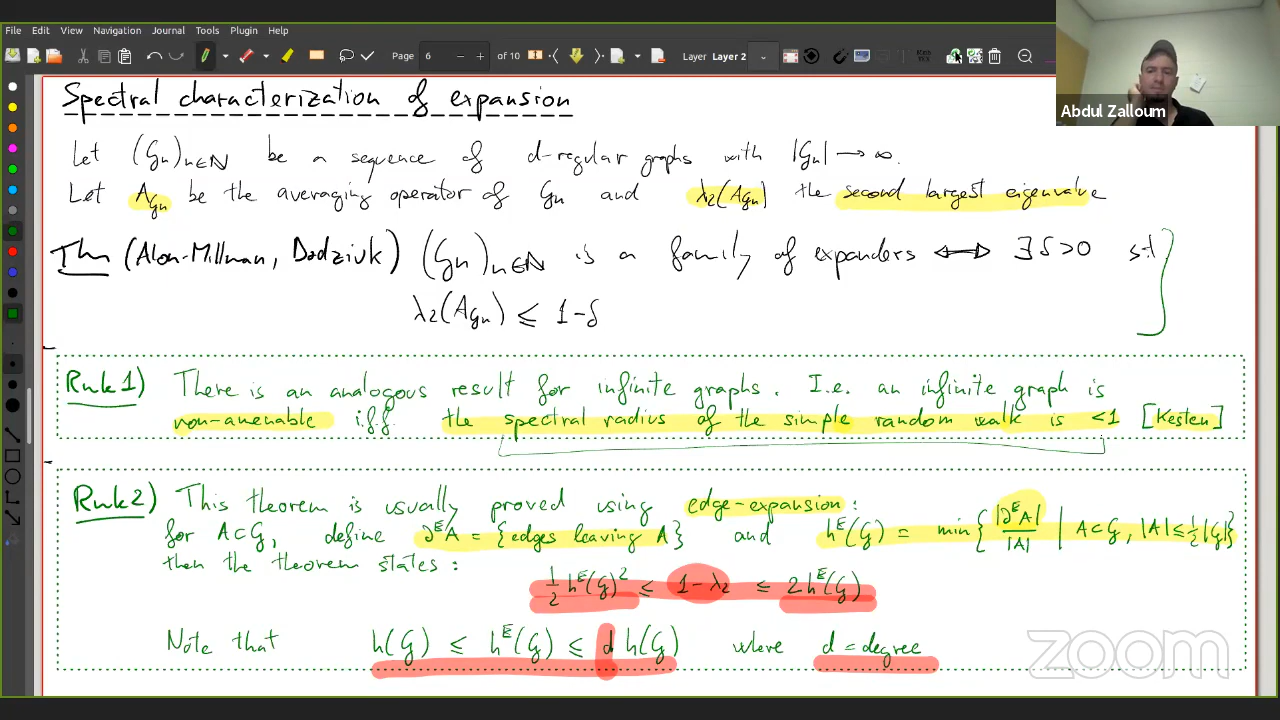 File Edit View Navigation Journal Tools Plugin Help
Page 6 of 10 Layer Layer 2
Abdul Zalloum
Spectral characterization of expansion
Let (Gn)n∈ℕ be a sequence of d-regular graphs with |Gn| → ∞.
Let AGn be the averaging operator of Gn and λ2(AGn) the second largest eigenvalue
Thm (Alon-Millman, Dodziuk) (Gn)n∈ℕ is a family of expanders ⟷ ∃ δ>0 s.t
λ2(AGn) ≤ 1-δ
Rmk 1) There is an analogous result for infinite graphs. I.e. an infinite graph is
non-amenable i.f.f. the spectral radius of the simple random walk is <1 [Kesten]
Rmk 2) This theorem is usually proved using edge-expansion:
for A⊂G, define ∂ᴱA = {edges leaving A} and hᴱ(G) = min{ |∂ᴱA|/|A| | A⊂G, |A| ≤ ½|G|}
then the theorem states:
½ hᴱ(G)² ≤ 1-λ2 ≤ 2hᴱ(G)
Note that h(G) ≤ hᴱ(G) ≤ d h(G) where d = degree
zoom